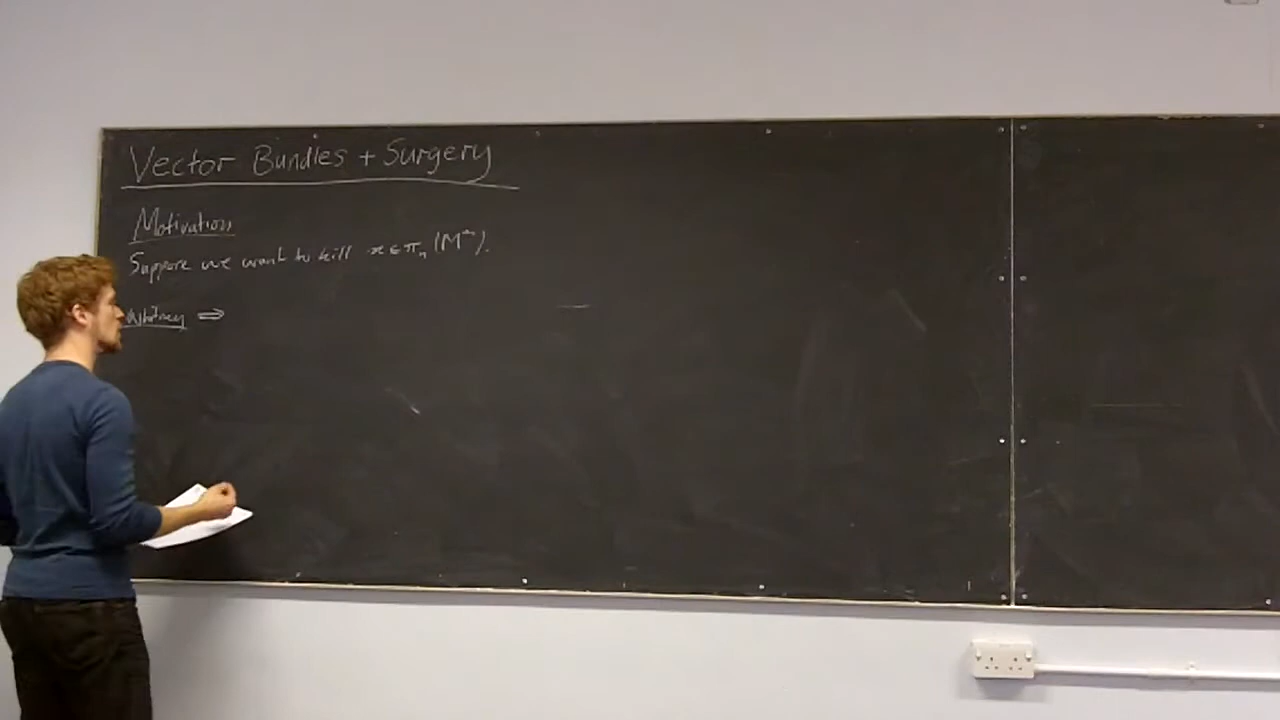 Vector Bundles + Surgery
Motivation
Suppose we want to kill x ∈ πₙ(M).
Whitney ⇒